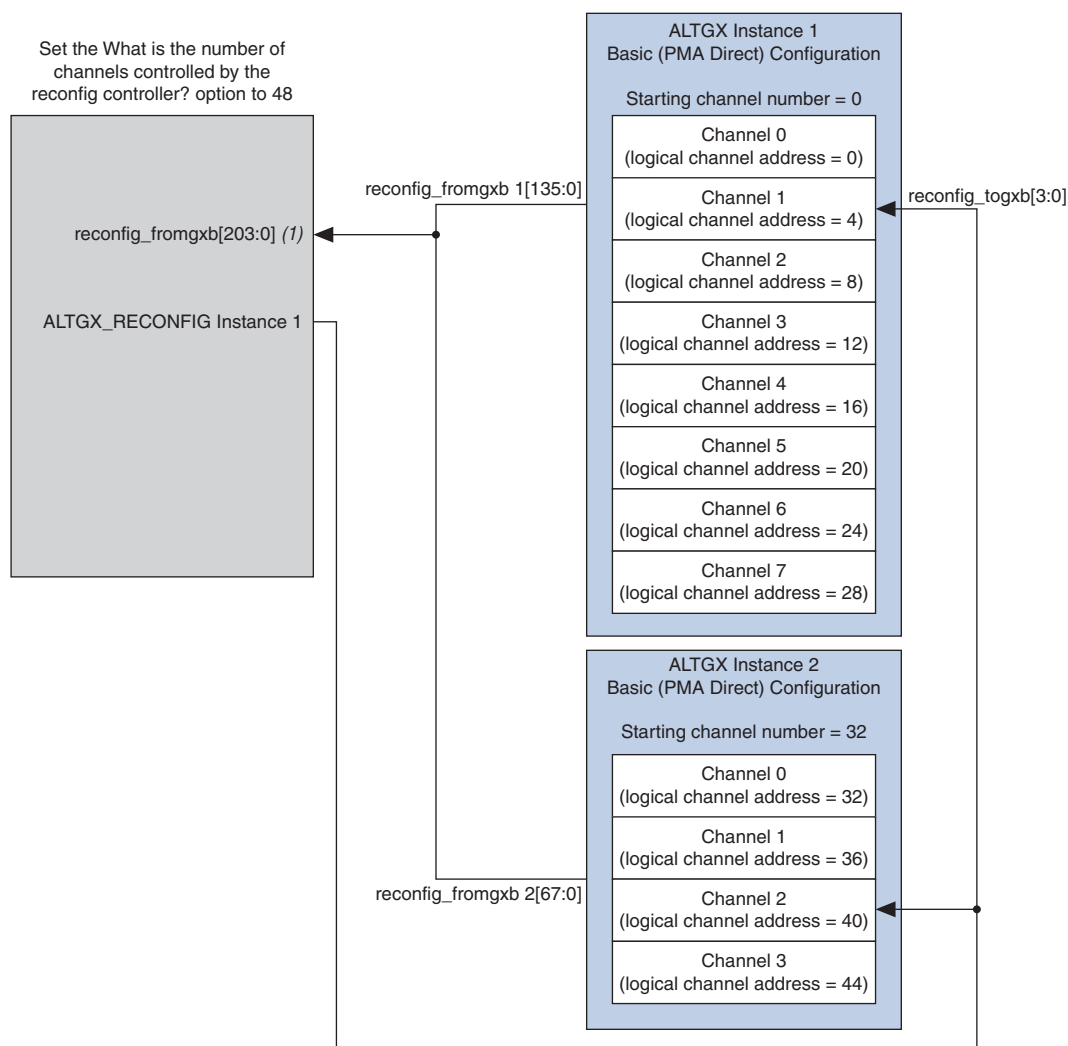 Set the What is the number of
channels controlled by the
reconfig controller? option to 48
reconfig_fromgxb[203:0] (1)
ALTGX_RECONFIG Instance 1
reconfig_fromgxb 1[135:0]
reconfig_fromgxb 2[67:0]
ALTGX Instance 1
Basic (PMA Direct) Configuration
Starting channel number = 0
Channel 0
(logical channel address = 0)
Channel 1
(logical channel address = 4)
Channel 2
(logical channel address = 8)
Channel 3
(logical channel address = 12)
Channel 4
(logical channel address = 16)
Channel 5
(logical channel address = 20)
Channel 6
(logical channel address = 24)
Channel 7
(logical channel address = 28)
ALTGX Instance 2
Basic (PMA Direct) Configuration
Starting channel number = 32
Channel 0
(logical channel address = 32)
Channel 1
(logical channel address = 36)
Channel 2
(logical channel address = 40)
Channel 3
(logical channel address = 44)
reconfig_togxb[3:0]